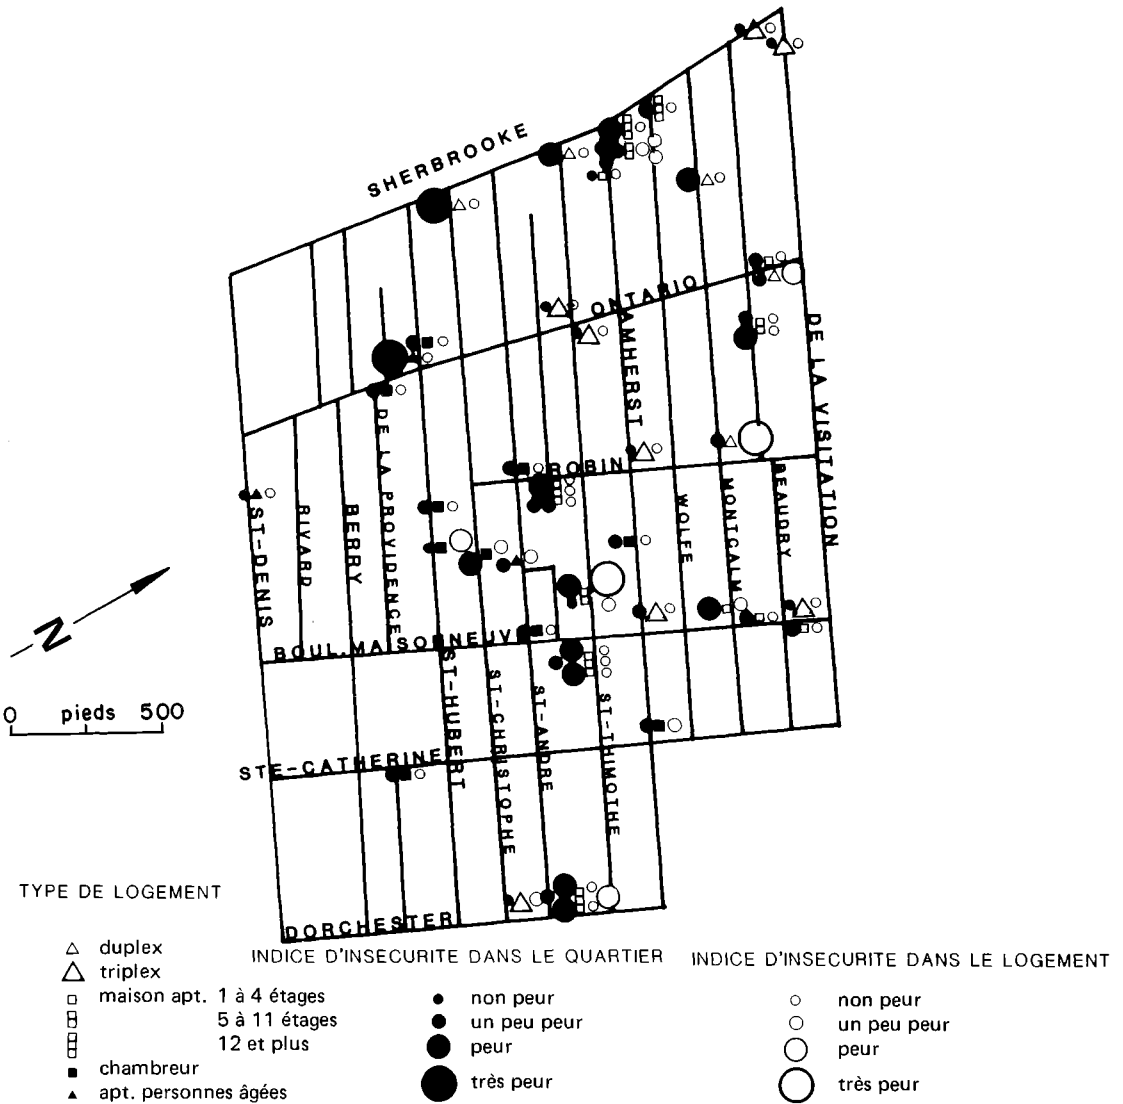 SHERBROOKE
ONTARIO
AMHERST
DE LA VISITATION
DE LA PROVIDENCE
ROBIN
ST-DENIS
RIVARD
BERRY
WOLFE
MONTCALM
BEAUDRY
N
BOUL.MAISONNEUV
ST-HUBERT
ST-CHRISTOPHE
ST-ANDRE
ST-THIMOTHE
0 pieds 500
STE-CATHERINE
DORCHESTER
TYPE DE LOGEMENT
duplex
triplex
maison apt. 1 à 4 étages
5 à 11 étages
12 et plus
chambreur
apt. personnes âgées
INDICE D'INSECURITE DANS LE QUARTIER
non peur
un peu peur
peur
très peur
INDICE D'INSECURITE DANS LE LOGEMENT
non peur
un peu peur
peur
très peur